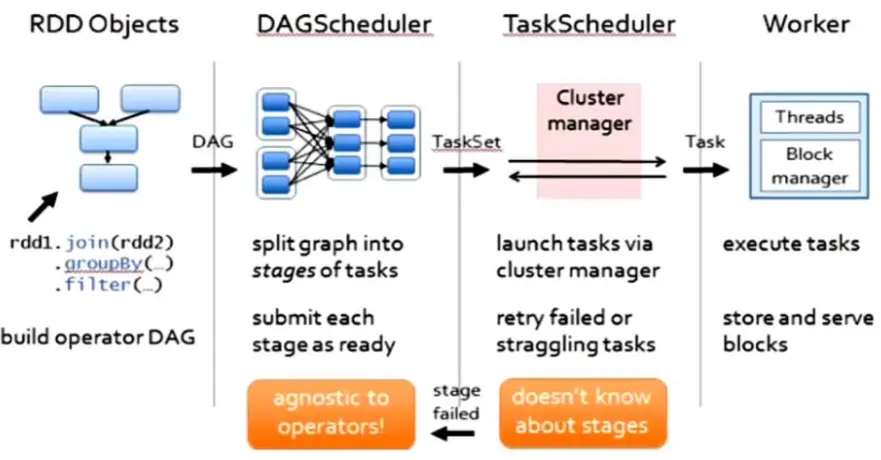 RDD Objects
DAGScheduler
TaskScheduler
Worker
DAG
TaskSet
Cluster
manager
Task
Threads
Block
manager
rdd1.join(rdd2)
.groupBy(…)
.filter(…)
build operator DAG
split graph into
stages of tasks
submit each
stage as ready
launch tasks via
cluster manager
retry failed or
straggling tasks
execute tasks
store and serve
blocks
agnostic to
operators!
stage
failed
doesn't know
about stages